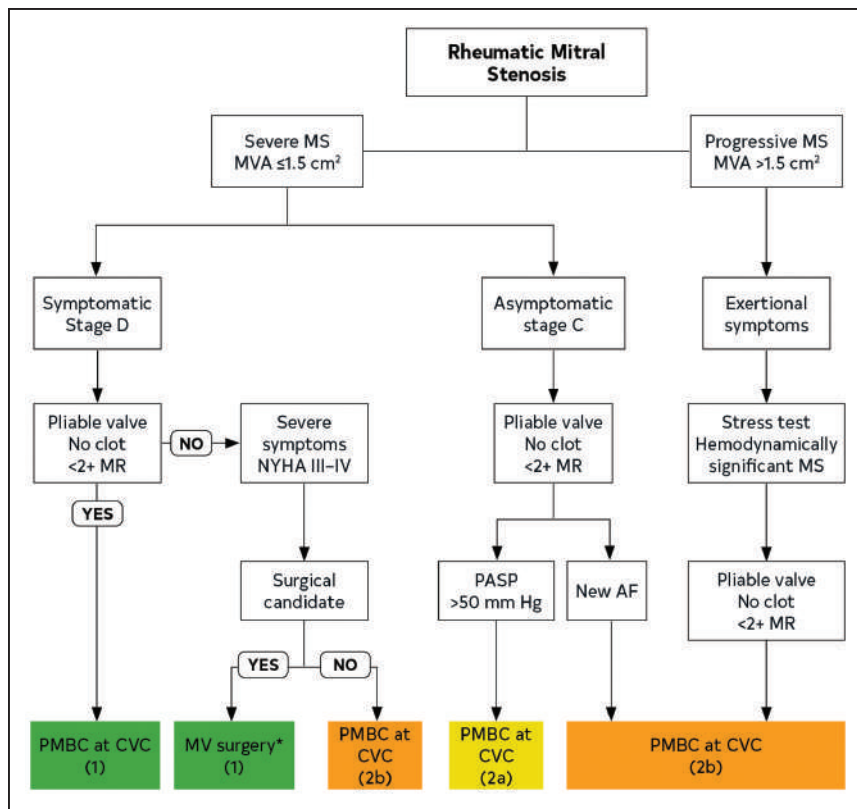 Rheumatic Mitral
Stenosis
Severe MS
MVA ≤1.5 cm²
Progressive MS
MVA >1.5 cm²
Symptomatic
Stage D
Asymptomatic
stage C
Exertional
symptoms
Pliable valve
No clot
<2+ MR
NO
Severe
symptoms
NYHA III–IV
Pliable valve
No clot
<2+ MR
Stress test
Hemodynamically
significant MS
YES
Surgical
candidate
PASP
>50 mm Hg
New AF
Pliable valve
No clot
<2+ MR
YES
NO
PMBC at CVC
(1)
MV surgery*
(1)
PMBC at
CVC
(2b)
PMBC at
CVC
(2a)
PMBC at CVC
(2b)